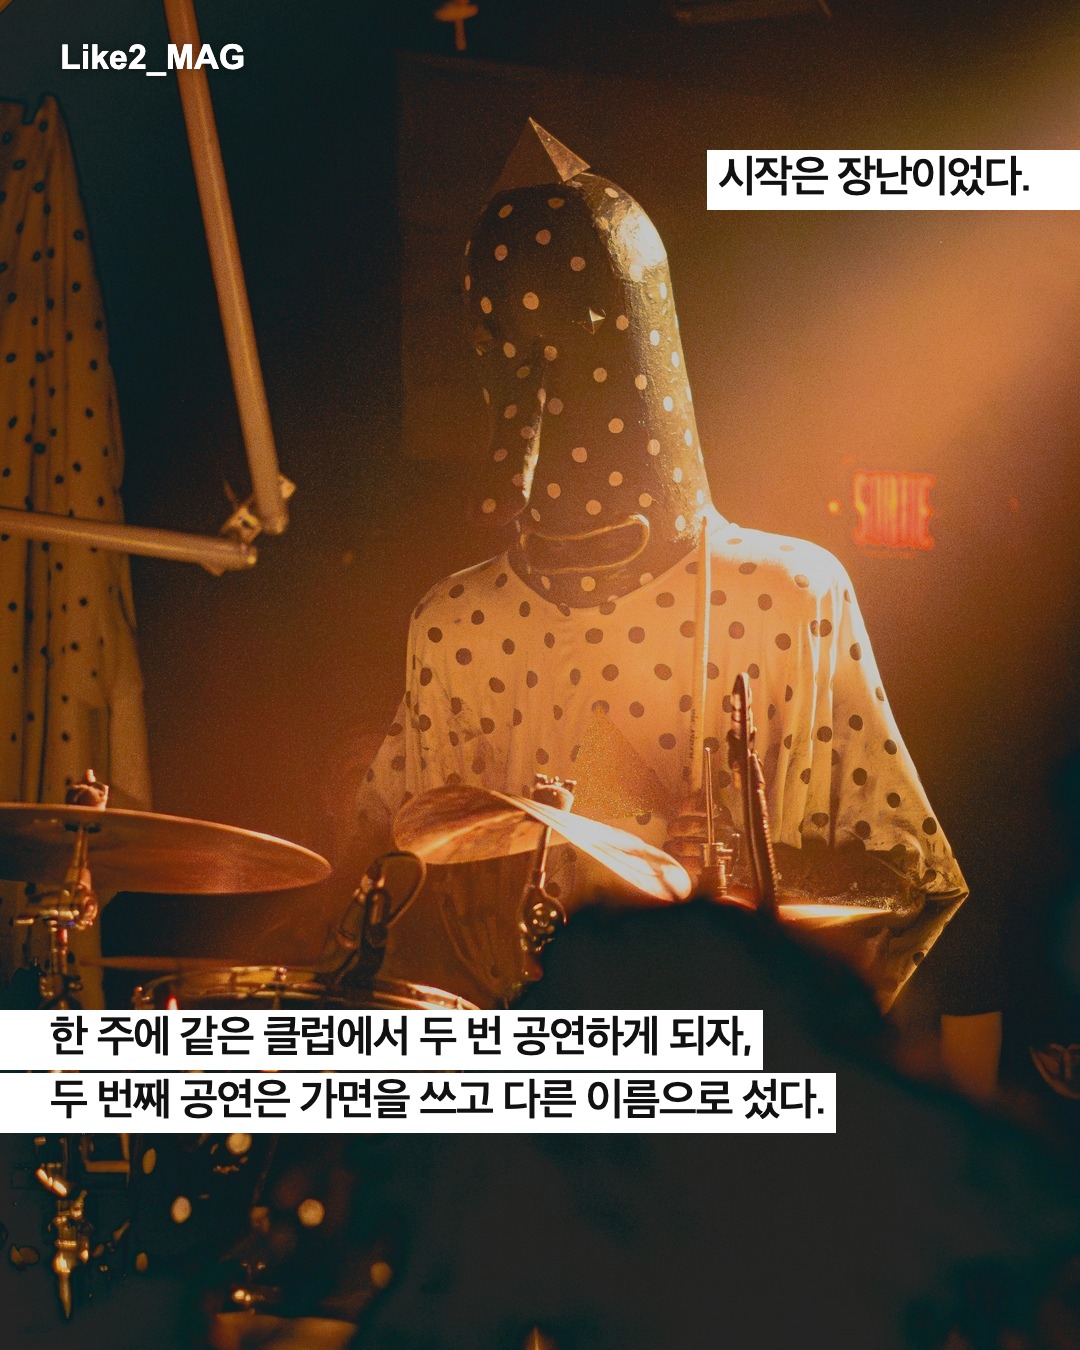 Like2_MAG
시작은 장난이었다.
SORTIE
한 주에 같은 클럽에서 두 번 공연하게 되자,
두 번째 공연은 가면을 쓰고 다른 이름으로 섰다.